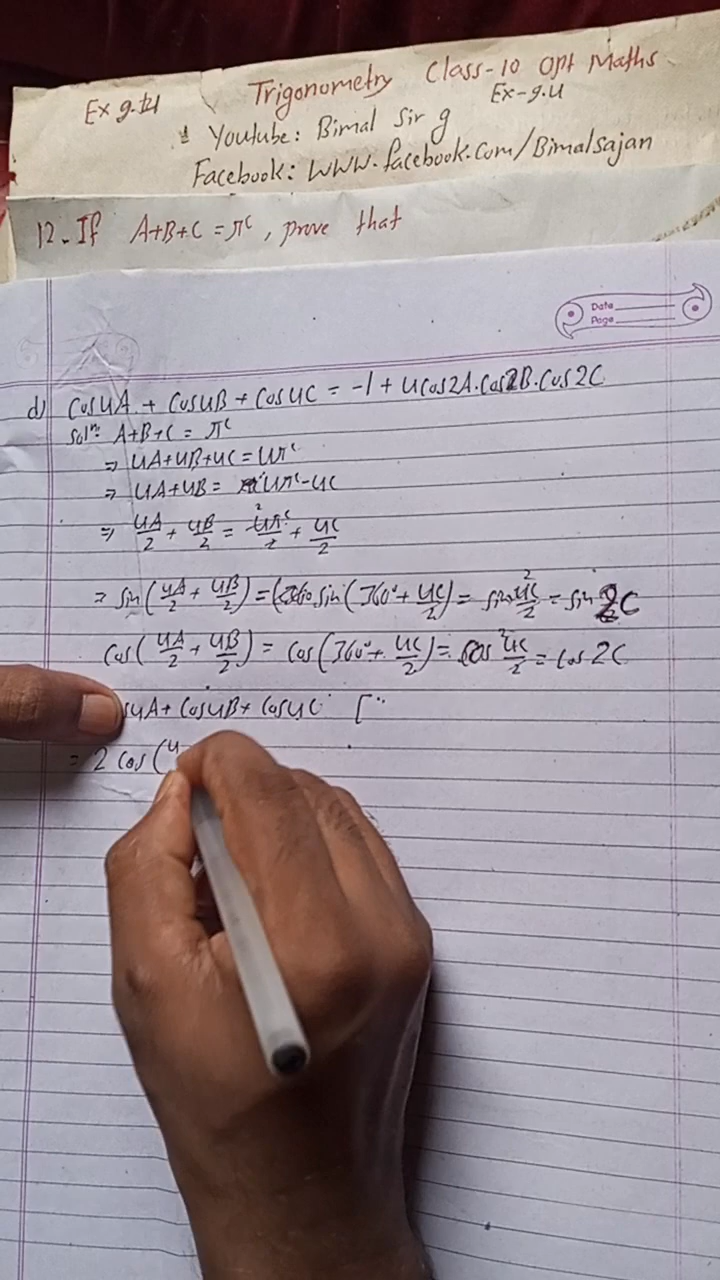 Ex 9.4
Trigonometry Class-10 Opt Maths
Ex-9.4
Youtube: Bimal Sir g
Facebook: WWW.facebook.com/Bimalsajan
12. If A+B+C = π^c, prove that
Date
Page
d) Cos4A + Cos4B + Cos4C = -1 + 4Cos2A.Cos2B.Cos2C
Solⁿ: A+B+C = π^c
⇒ 4A+4B+4C = 4π^c
⇒ 4A+4B = 4π^c-4C
⇒ 4A/2 + 4B/2 = 4π^c/2 + 4C/2
⇒ Sin(4A/2 + 4B/2) = Sin(360°+ 4C/2) = Sin 4C/2 = Sin 2C
Cos(4A/2 + 4B/2) = Cos(360°+ 4C/2) = Cos 4C/2 = Cos 2C
s4A + Cos4B + Cos4C [∵
= 2 Cos(4